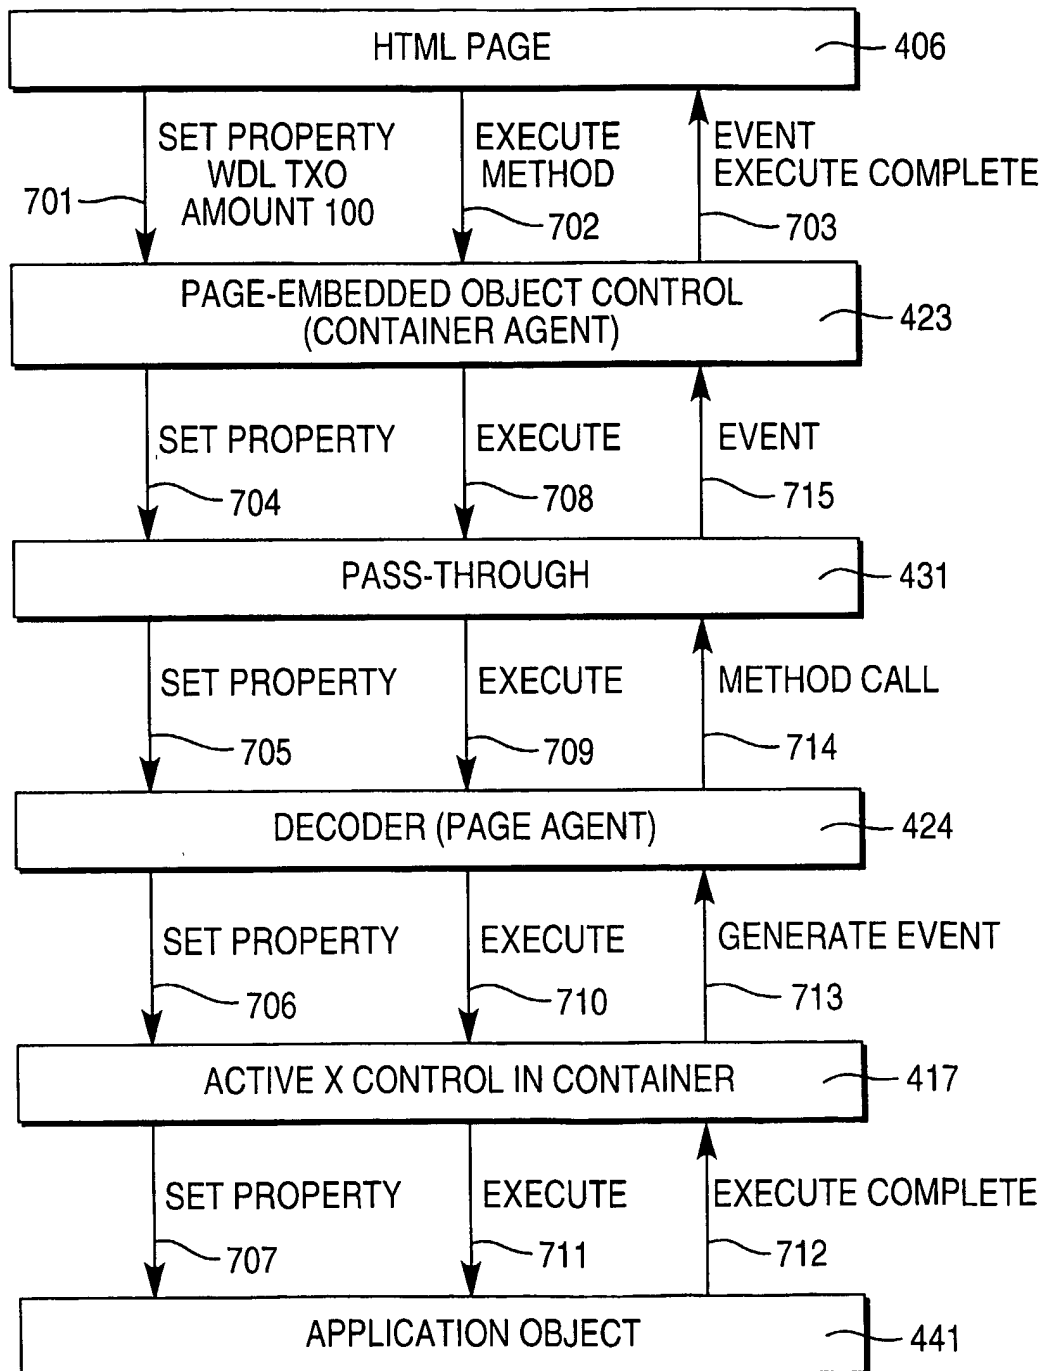 HTML PAGE
406
SET PROPERTY
WDL TXO
AMOUNT 100
701
EXECUTE
METHOD
702
EVENT
EXECUTE COMPLETE
703
PAGE-EMBEDDED OBJECT CONTROL
(CONTAINER AGENT)
423
SET PROPERTY
704
EXECUTE
708
EVENT
715
PASS-THROUGH
431
SET PROPERTY
705
EXECUTE
709
METHOD CALL
714
DECODER (PAGE AGENT)
424
SET PROPERTY
706
EXECUTE
710
GENERATE EVENT
713
ACTIVE X CONTROL IN CONTAINER
417
SET PROPERTY
707
EXECUTE
711
EXECUTE COMPLETE
712
APPLICATION OBJECT
441